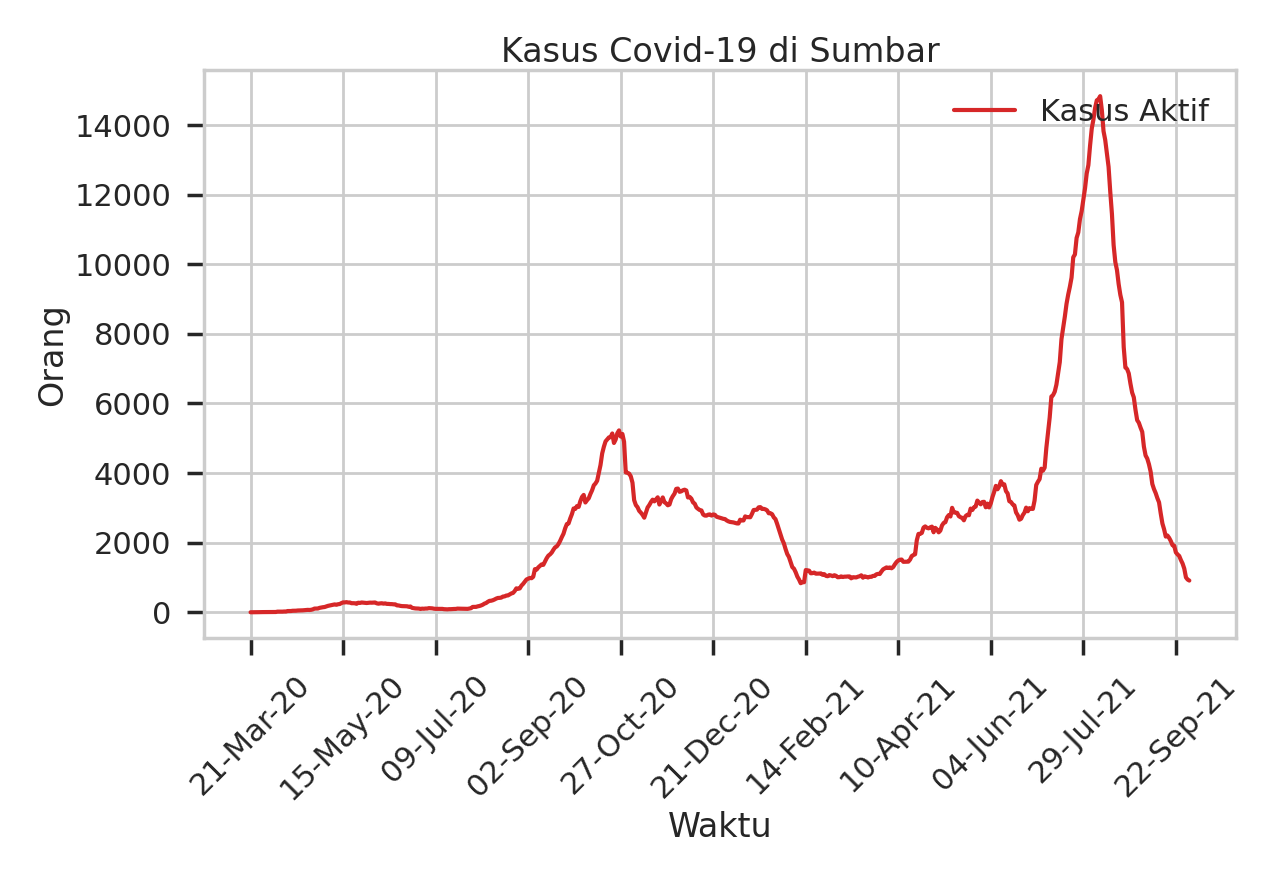 Kasus Covid-19 di Sumbar
Kasus Aktif
14000
12000
10000
8000
6000
4000
2000
0
Orang
21-Mar-20
15-May-20
09-Jul-20
02-Sep-20
27-Oct-20
21-Dec-20
14-Feb-21
10-Apr-21
04-Jun-21
29-Jul-21
22-Sep-21
Waktu